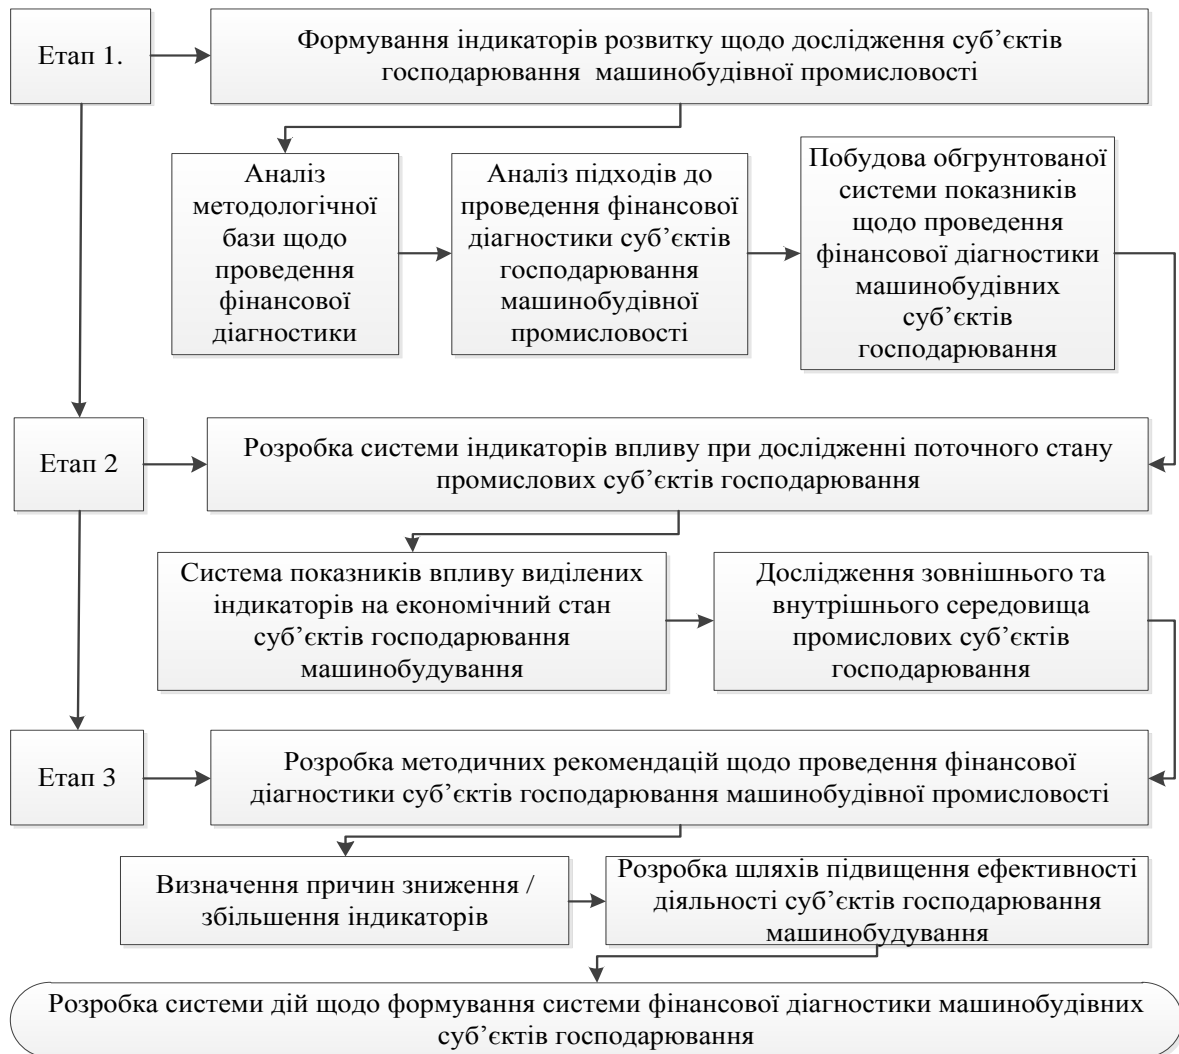 Етап 1.
Формування індикаторів розвитку щодо дослідження суб’єктів
господарювання машинобудівної промисловості
Аналіз
методологічної
бази щодо
проведення
фінансової
діагностики
Аналіз підходів до
проведення фінансової
діагностики суб’єктів
господарювання
машинобудівної
промисловості
Побудова обгрунтованої
системи показників
щодо проведення
фінансової діагностики
машинобудівних
суб’єктів
господарювання
Етап 2
Розробка системи індикаторів впливу при дослідженні поточного стану
промислових суб’єктів господарювання
Система показників впливу виділених
індикаторів на економічний стан
суб’єктів господарювання
машинобудування
Дослідження зовнішнього та
внутрішнього середовища
промислових суб’єктів
господарювання
Етап 3
Розробка методичних рекомендацій щодо проведення фінансової
діагностики суб’єктів господарювання машинобудівної промисловості
Визначення причин зниження /
збільшення індикаторів
Розробка шляхів підвищення ефективності
діяльності суб’єктів господарювання
машинобудування
Розробка системи дій щодо формування системи фінансової діагностики машинобудівних
суб’єктів господарювання